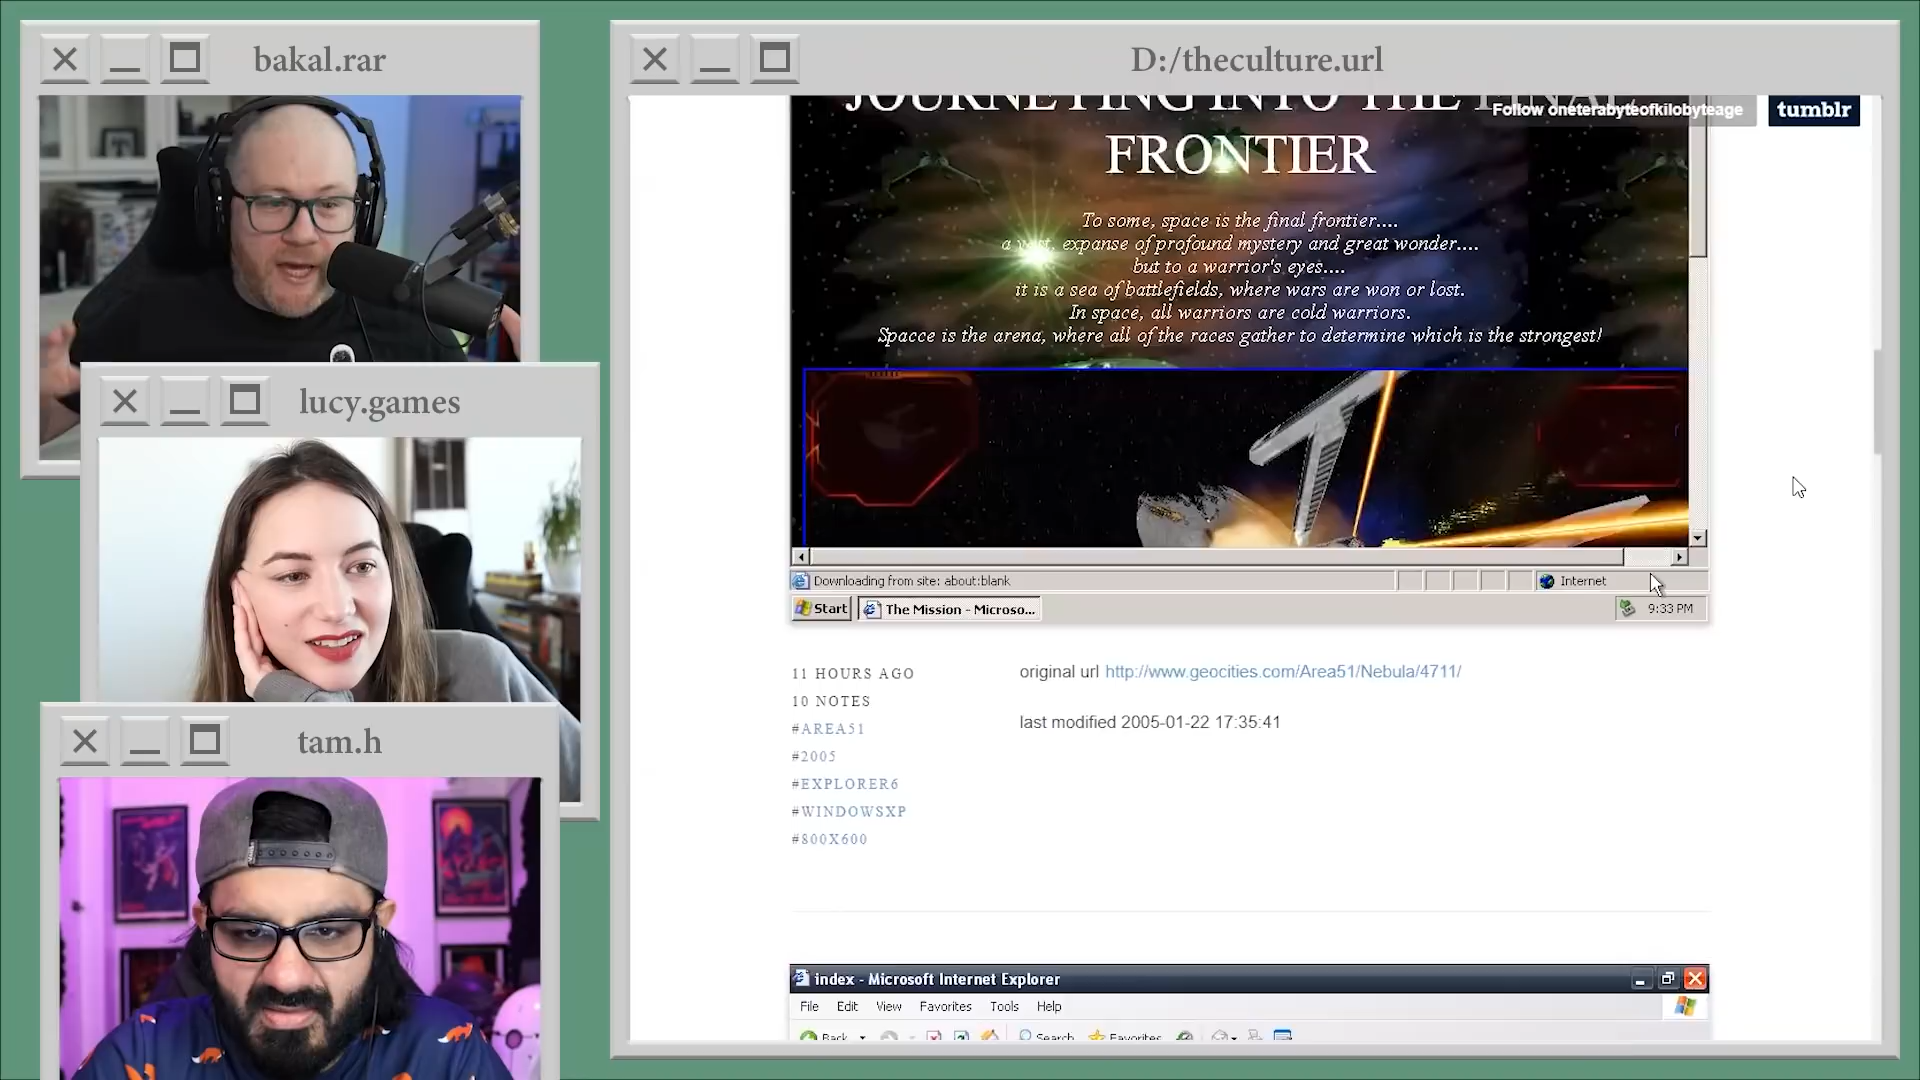 bakal.rar
lucy.games
tam.h
D:/theculture.url
JOURNEYING INTO THE FINAL
FRONTIER
Follow oneterabyteofkilobyteage
tumblr
To some, space is the final frontier....
a vast, expanse of profound mystery and great wonder....
but to a warrior's eyes....
it is a sea of battlefields, where wars are won or lost.
In space, all warriors are cold warriors.
Spacce is the arena, where all of the races gather to determine which is the strongest!
Downloading from site: about:blank
Internet
Start
The Mission - Microso...
9:33 PM
11 HOURS AGO
10 NOTES
#AREA51
#2005
#EXPLORER6
#WINDOWSXP
#800X600
original url http://www.geocities.com/Area51/Nebula/4711/
last modified 2005-01-22 17:35:41
index - Microsoft Internet Explorer
File Edit View Favorites Tools Help
Back Search Favorites